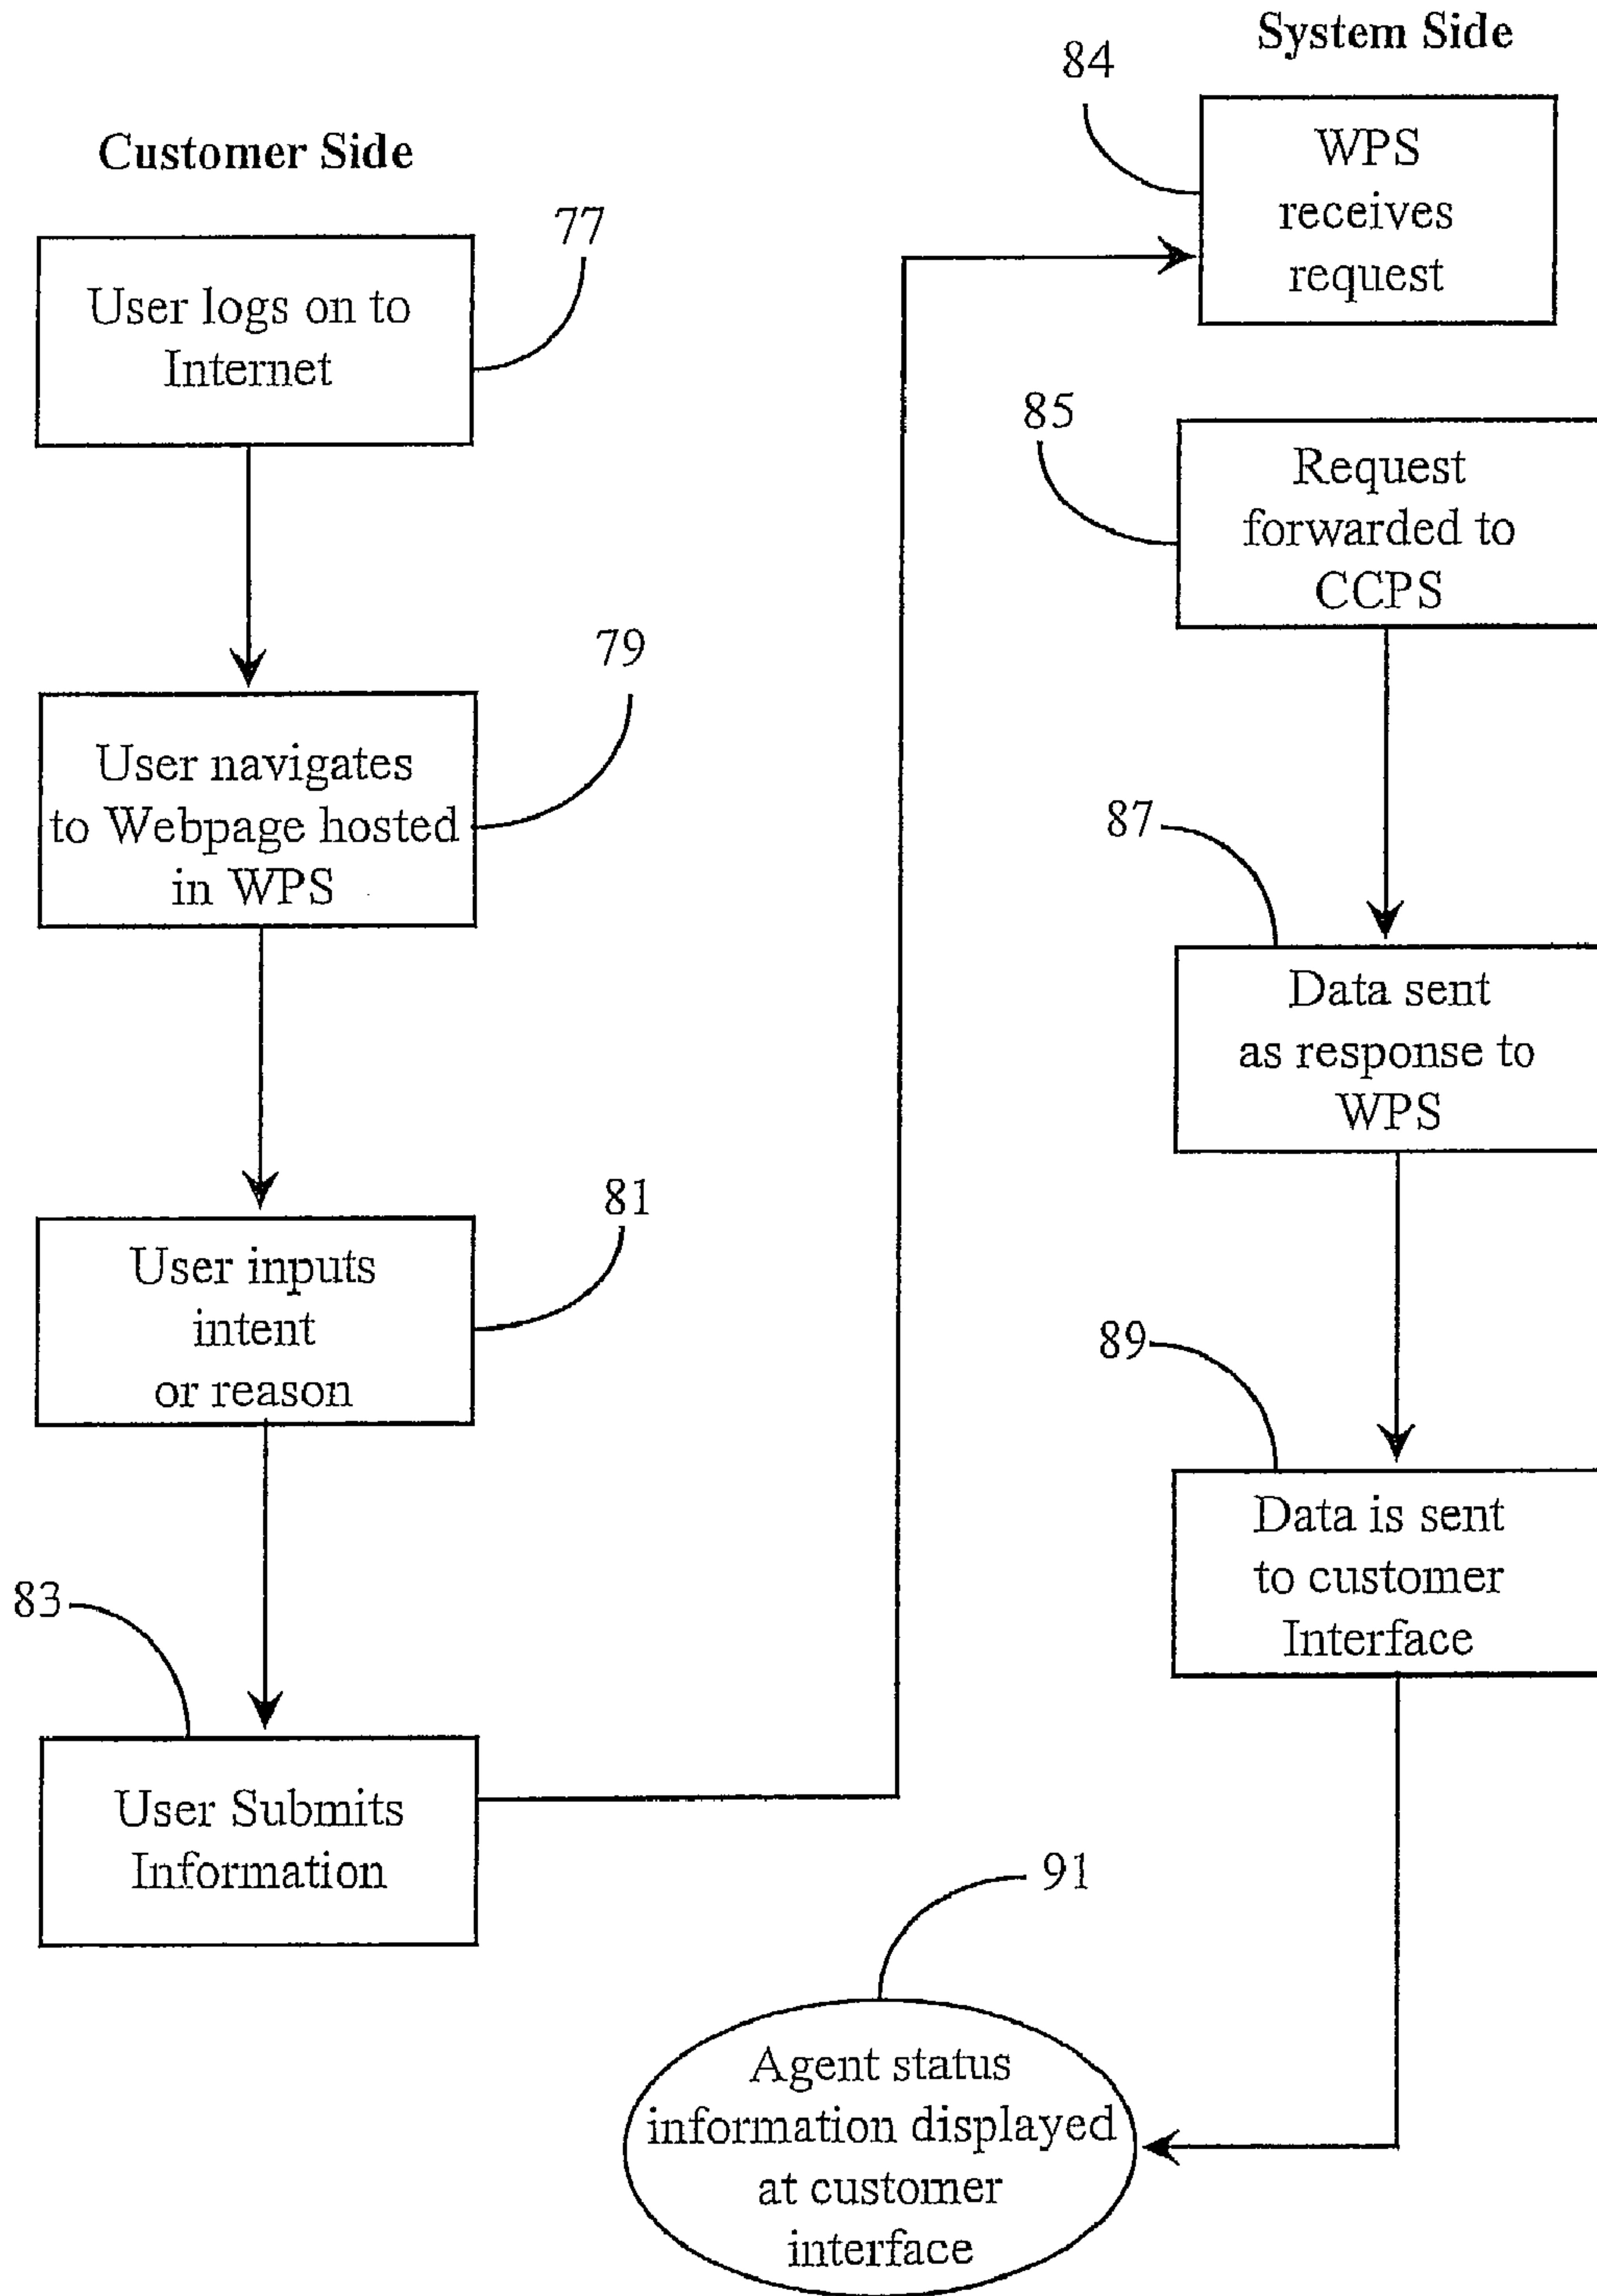 Customer Side
77
User logs on to
Internet
79
User navigates
to Webpage hosted
in WPS
81
User inputs
intent
or reason
83
User Submits
Information
System Side
84
WPS
receives
request
85
Request
forwarded to
CCPS
87
Data sent
as response to
WPS
89
Data is sent
to customer
Interface
91
Agent status
information displayed
at customer
interface